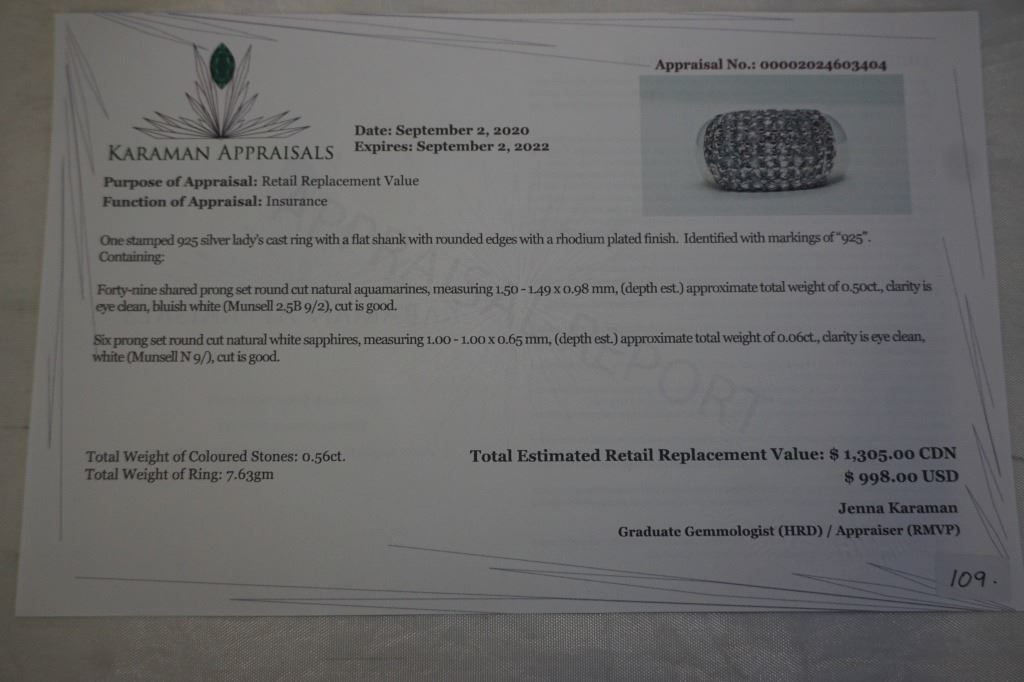 Appraisal No.: 00002024603404
KARAMAN APPRAISALS
Date: September 2, 2020
Expires: September 2, 2022
Purpose of Appraisal: Retail Replacement Value
Function of Appraisal: Insurance
One stamped 925 silver lady's cast ring with a flat shank with rounded edges with a rhodium plated finish. Identified with markings of "925".
Containing:
Forty-nine shared prong set round cut natural aquamarines, measuring 1.50 - 1.49 x 0.98 mm, (depth est.) approximate total weight of 0.50ct., clarity is
eye clean, bluish white (Munsell 2.5B 9/2), cut is good.
Six prong set round cut natural white sapphires, measuring 1.00 - 1.00 x 0.65 mm, (depth est.) approximate total weight of 0.06ct., clarity is eye clean,
white (Munsell N 9/), cut is good.
APPRAISAL REPORT
Total Weight of Coloured Stones: 0.56ct.
Total Weight of Ring: 7.63gm
Total Estimated Retail Replacement Value: $ 1,305.00 CDN
$ 998.00 USD
Jenna Karaman
Graduate Gemmologist (HRD) / Appraiser (RMVP)
109.